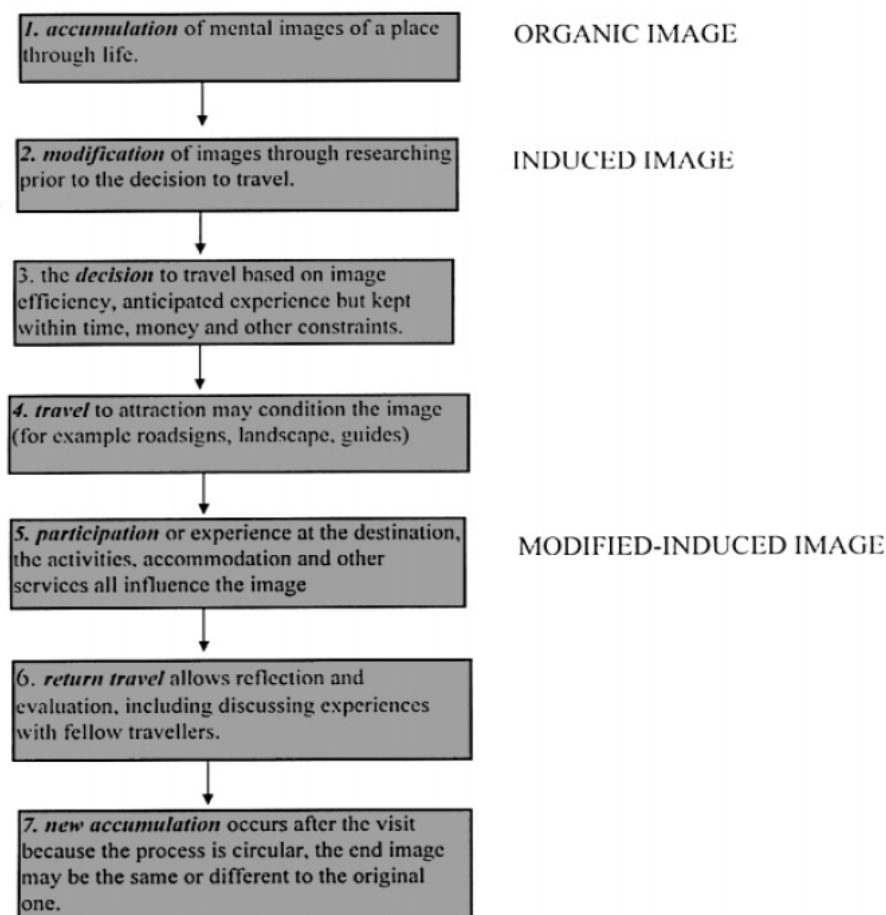 1. accumulation of mental images of a place
through life.
ORGANIC IMAGE
2. modification of images through researching
prior to the decision to travel.
INDUCED IMAGE
3. the decision to travel based on image
efficiency, anticipated experience but kept
within time, money and other constraints.
4. travel to attraction may condition the image
(for example roadsigns, landscape, guides)
5. participation or experience at the destination,
the activities, accommodation and other
services all influence the image
MODIFIED-INDUCED IMAGE
6. return travel allows reflection and
evaluation, including discussing experiences
with fellow travellers.
7. new accumulation occurs after the visit
because the process is circular, the end image
may be the same or different to the original
one.